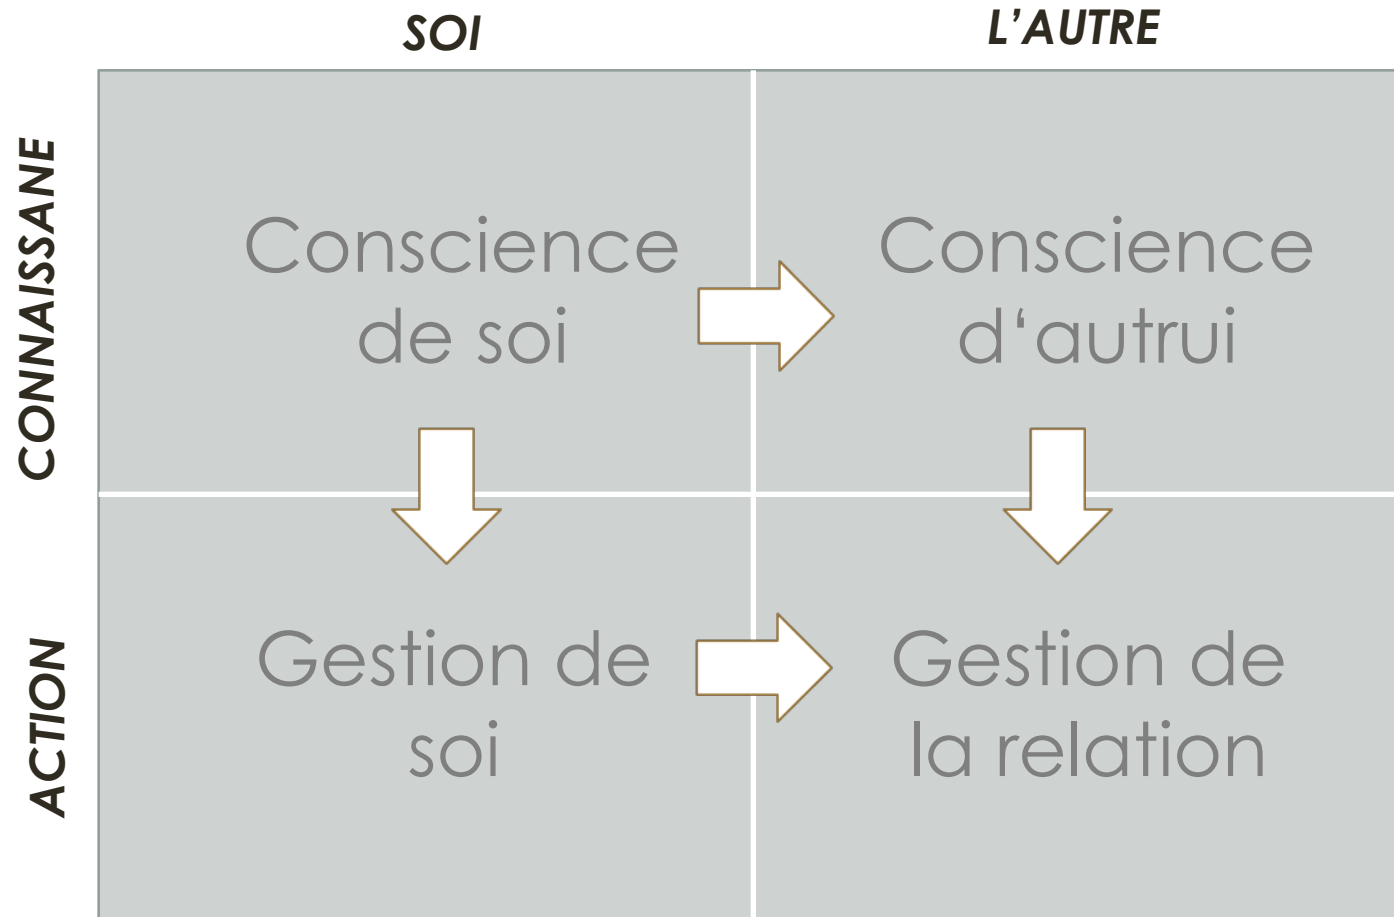 SOI
L’AUTRE
CONNAISSANE
Conscience
de soi
Conscience
d‘autrui
ACTION
Gestion de
soi
Gestion de
la relation